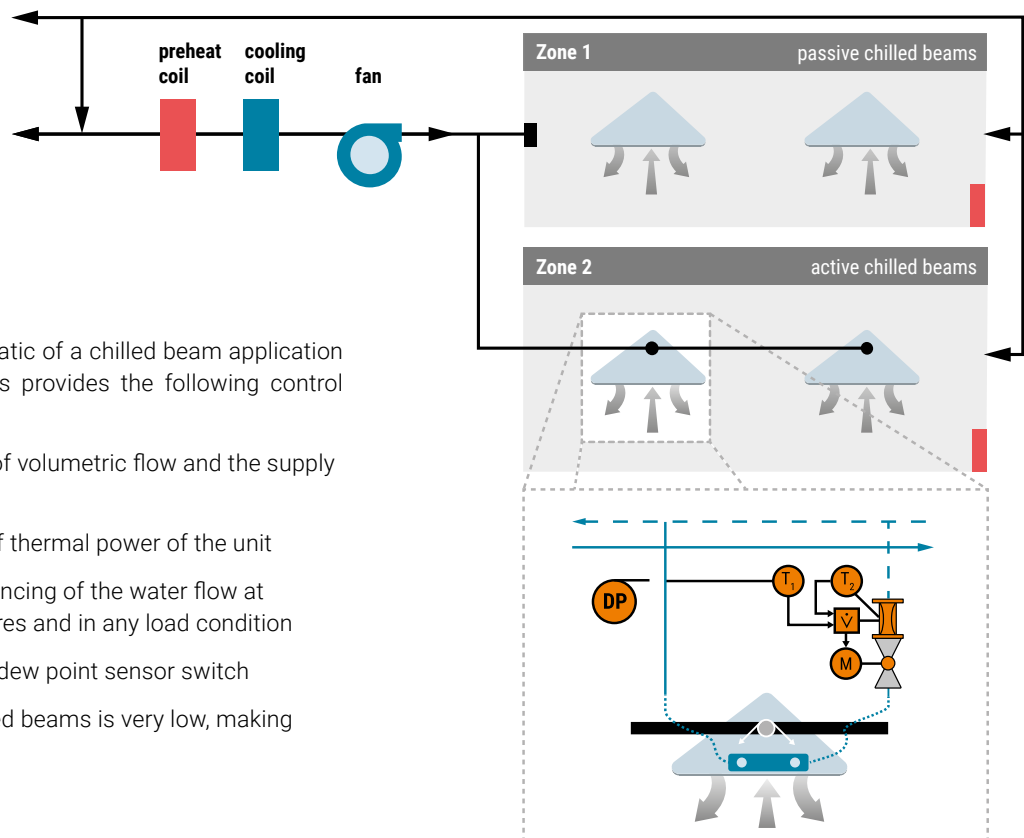 preheat
coil
cooling
coil
fan
Zone 1
passive chilled beams
Zone 2
active chilled beams
atic of a chilled beam application
s provides the following control
of volumetric flow and the supply
f thermal power of the unit
ncing of the water flow at
res and in any load condition
dew point sensor switch
ed beams is very low, making
DP
T₁
T₂
V̇
M